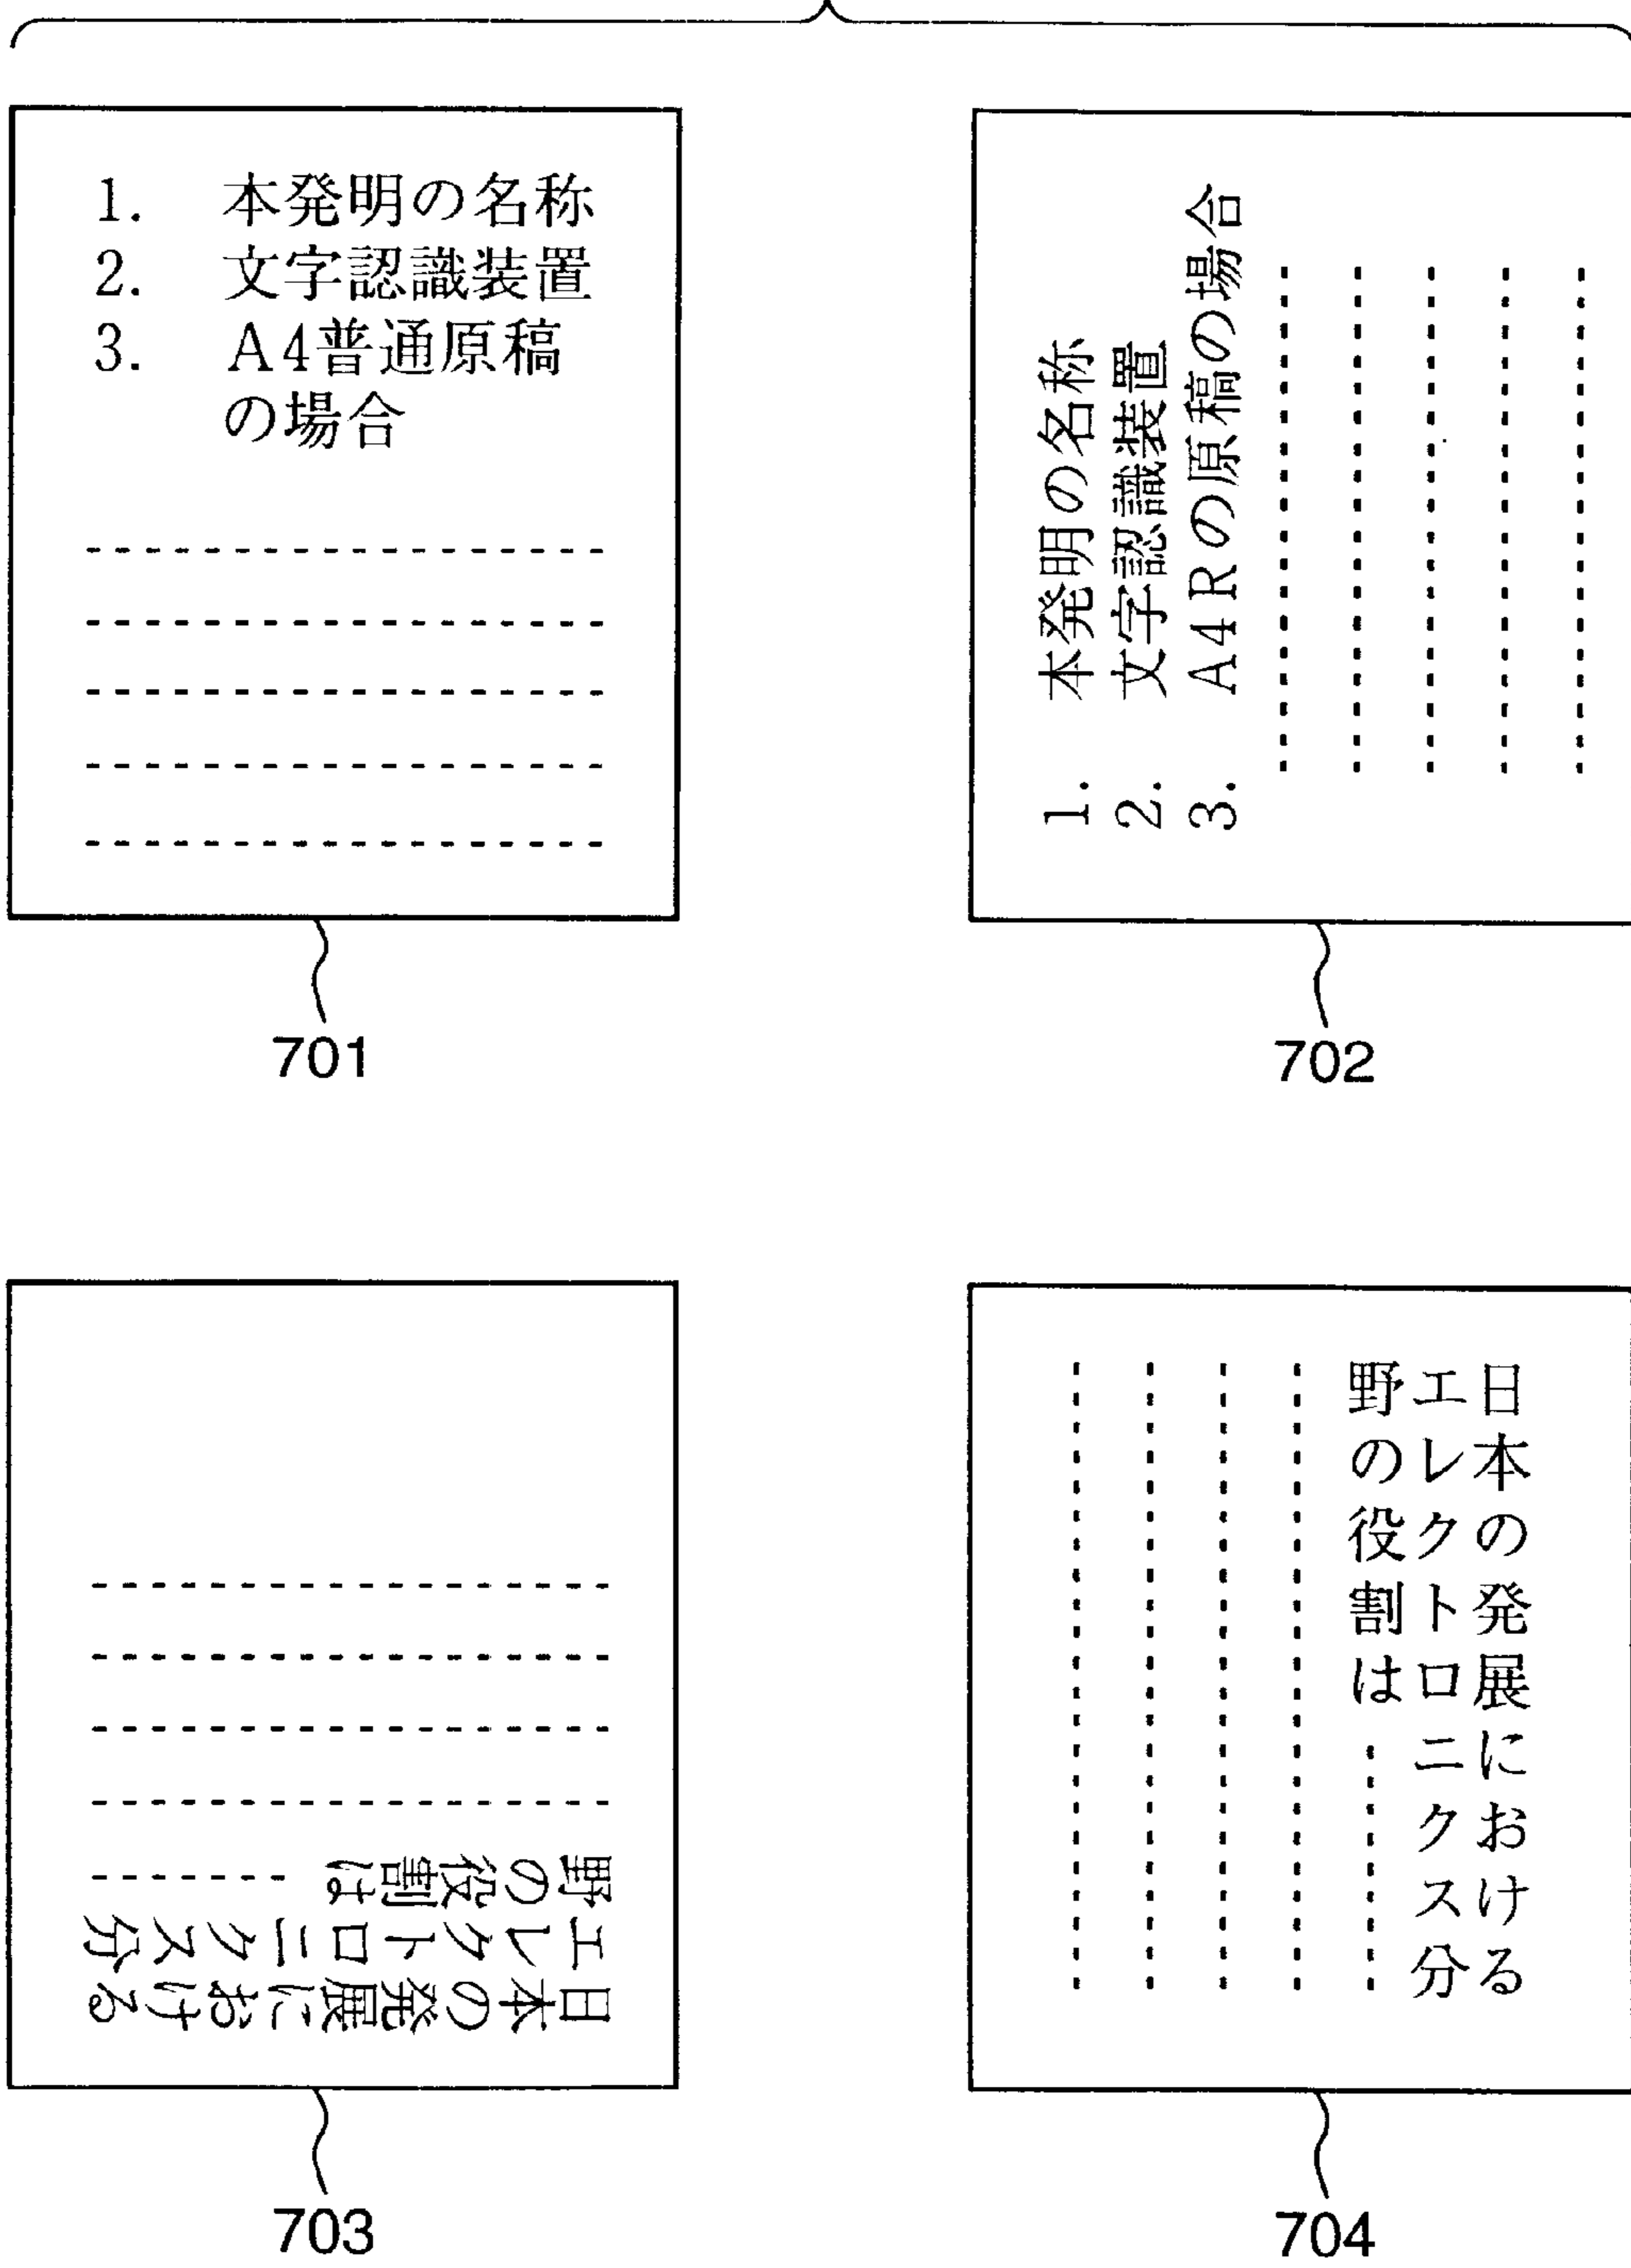 1. 本発明の名称
2. 文字認識装置
3. A4普通原稿
の場合
701
1. 本発明の名称
2. 文字認識装置
3. A4Rの原稿の場合
702
日本の発展における
エレクトロニクス分
野の役割は
703
日本の発展における
エレクトロニクス分
野の役割は
704